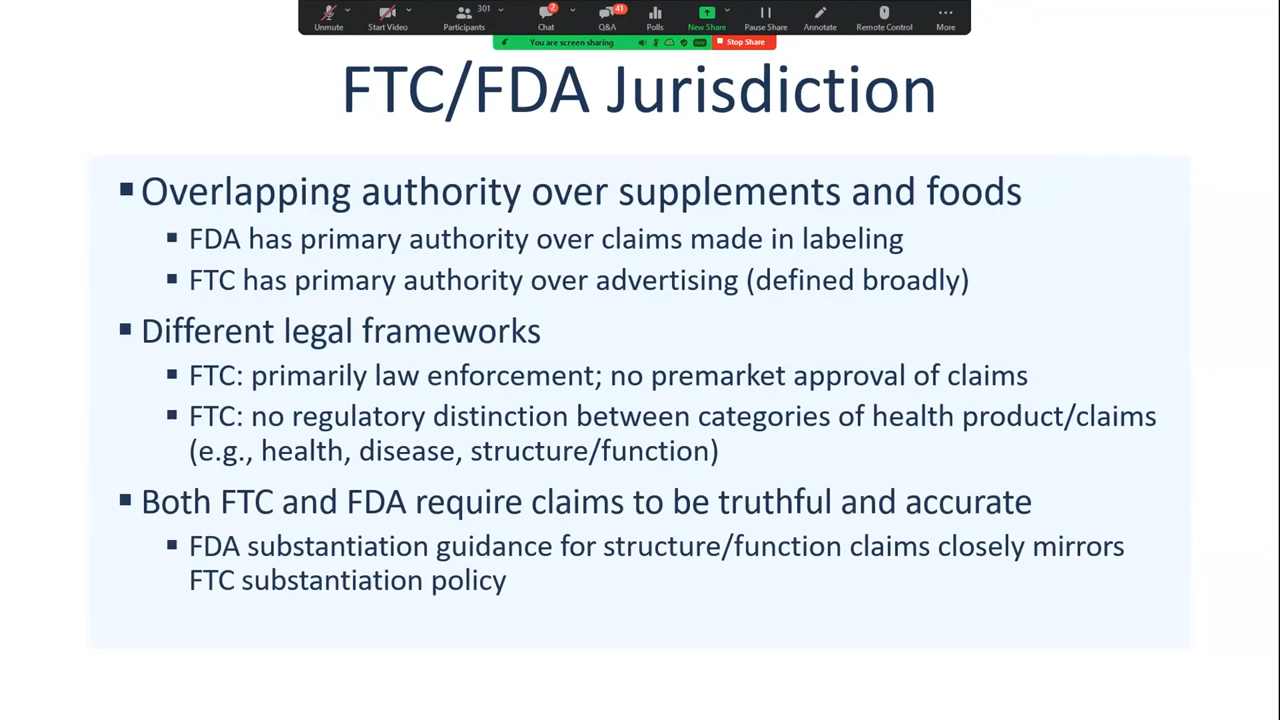 301
2
41
Unmute
Start Video
Participants
Chat
Q&A
Polls
New Share
Pause Share
Annotate
Remote Control
More
You are screen sharing
Stop Share
FTC/FDA Jurisdiction
▪ Overlapping authority over supplements and foods
▪ FDA has primary authority over claims made in labeling
▪ FTC has primary authority over advertising (defined broadly)
▪ Different legal frameworks
▪ FTC: primarily law enforcement; no premarket approval of claims
▪ FTC: no regulatory distinction between categories of health product/claims
(e.g., health, disease, structure/function)
▪ Both FTC and FDA require claims to be truthful and accurate
▪ FDA substantiation guidance for structure/function claims closely mirrors
FTC substantiation policy